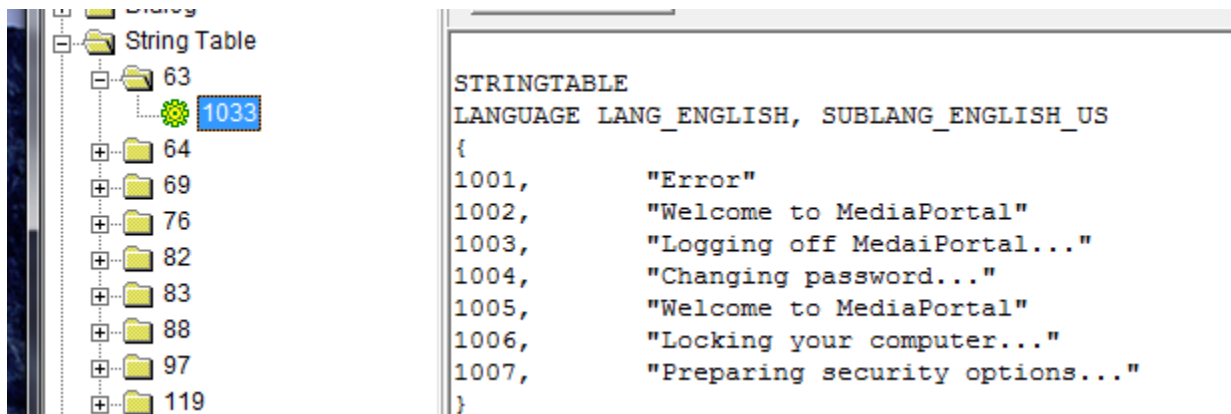 Dialog
String Table
63
1033
64
69
76
82
83
88
97
119
STRINGTABLE
LANGUAGE LANG_ENGLISH, SUBLANG_ENGLISH_US
{
1001, "Error"
1002, "Welcome to MediaPortal"
1003, "Logging off MedaiPortal..."
1004, "Changing password..."
1005, "Welcome to MediaPortal"
1006, "Locking your computer..."
1007, "Preparing security options..."
}